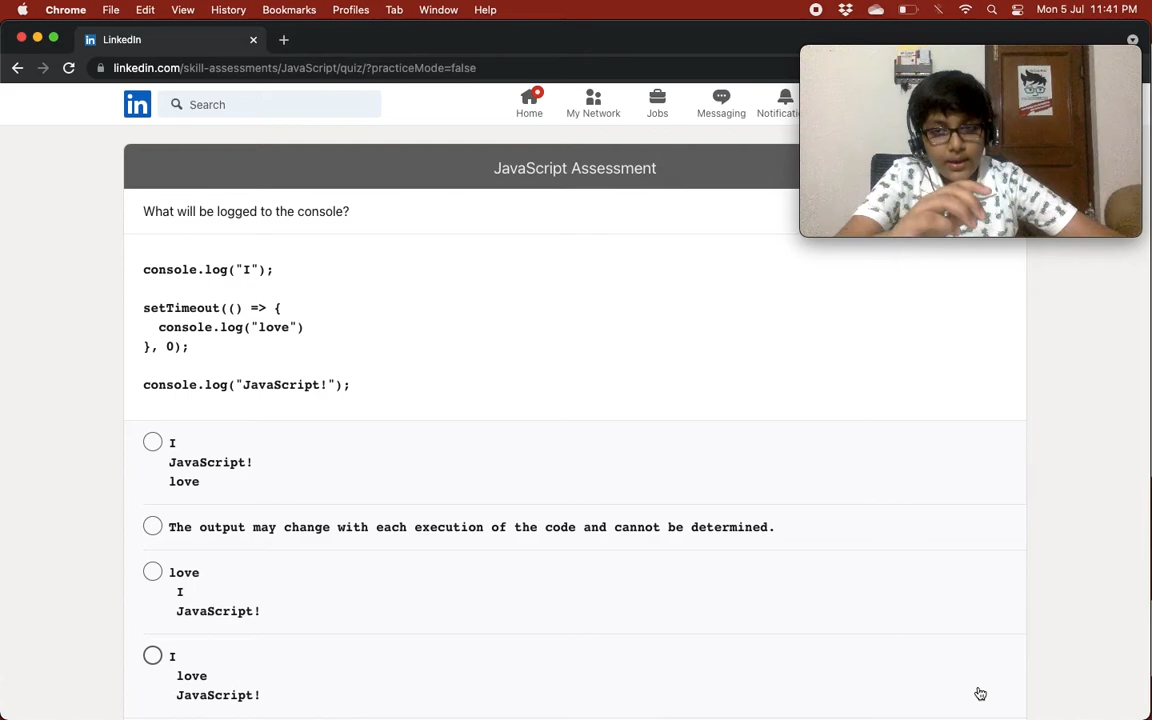 Chrome File Edit View History Bookmarks Profiles Tab Window Help Mon 5 Jul 11:41 PM
in LinkedIn
linkedin.com/skill-assessments/JavaScript/quiz/?practiceMode=false
in Search Home My Network Jobs Messaging Notificatio
JavaScript Assessment
What will be logged to the console?
console.log("I");
setTimeout(() => {
console.log("love")
}, 0);
console.log("JavaScript!");
I
JavaScript!
love
The output may change with each execution of the code and cannot be determined.
love
I
JavaScript!
I
love
JavaScript!